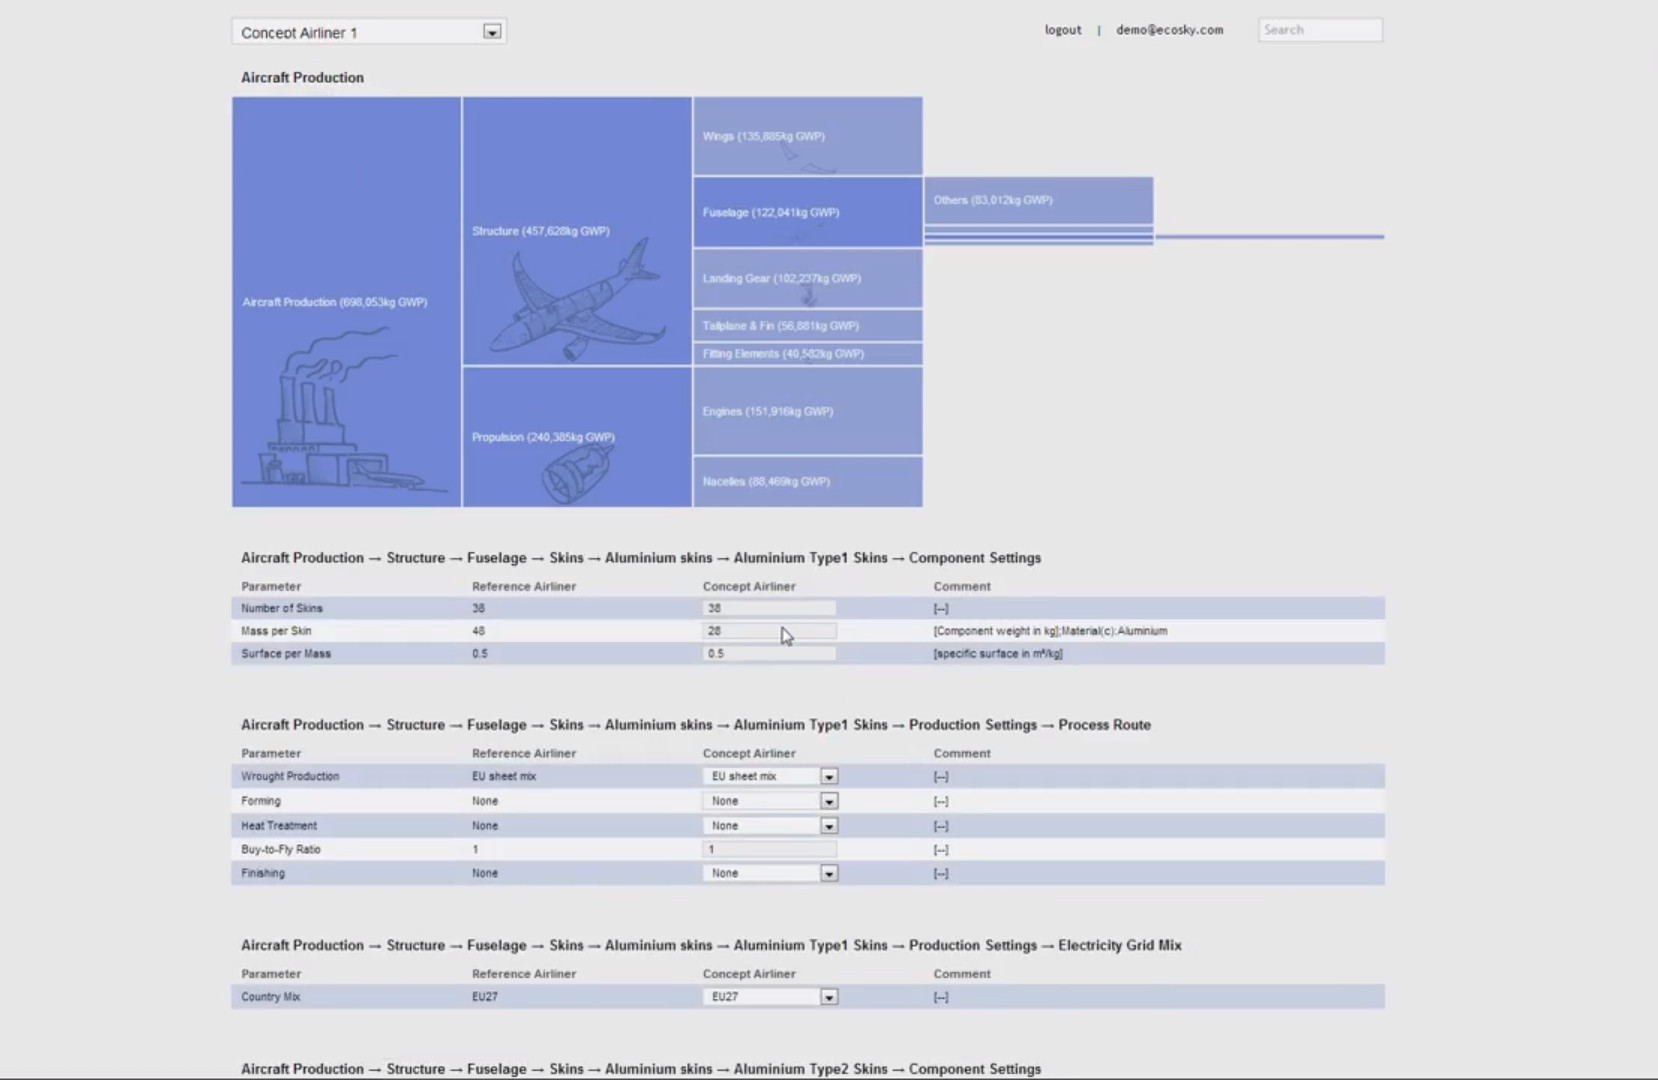 Concept Airliner 1
logout | demo@ecosky.com
Search
Aircraft Production
Aircraft Production (698,053kg GWP)
Structure (457,628kg GWP)
Propulsion (240,385kg GWP)
Wings (135,885kg GWP)
Fuselage (122,041kg GWP)
Landing Gear (102,237kg GWP)
Tailplane & Fin (56,881kg GWP)
Fitting Elements (40,582kg GWP)
Engines (151,916kg GWP)
Nacelles (88,469kg GWP)
Others (83,012kg GWP)
Aircraft Production → Structure → Fuselage → Skins → Aluminium skins → Aluminium Type1 Skins → Component Settings
Parameter Reference Airliner Concept Airliner Comment
Number of Skins 38 38 [--]
Mass per Skin 48 28 [Component weight in kg];Material(c):Aluminium
Surface per Mass 0.5 0.5 [specific surface in m²/kg]
Aircraft Production → Structure → Fuselage → Skins → Aluminium skins → Aluminium Type1 Skins → Production Settings → Process Route
Parameter Reference Airliner Concept Airliner Comment
Wrought Production EU sheet mix EU sheet mix [--]
Forming None None [--]
Heat Treatment None None [--]
Buy-to-Fly Ratio 1 1 [--]
Finishing None None [--]
Aircraft Production → Structure → Fuselage → Skins → Aluminium skins → Aluminium Type1 Skins → Production Settings → Electricity Grid Mix
Parameter Reference Airliner Concept Airliner Comment
Country Mix EU27 EU27 [--]
Aircraft Production → Structure → Fuselage → Skins → Aluminium skins → Aluminium Type2 Skins → Component Settings